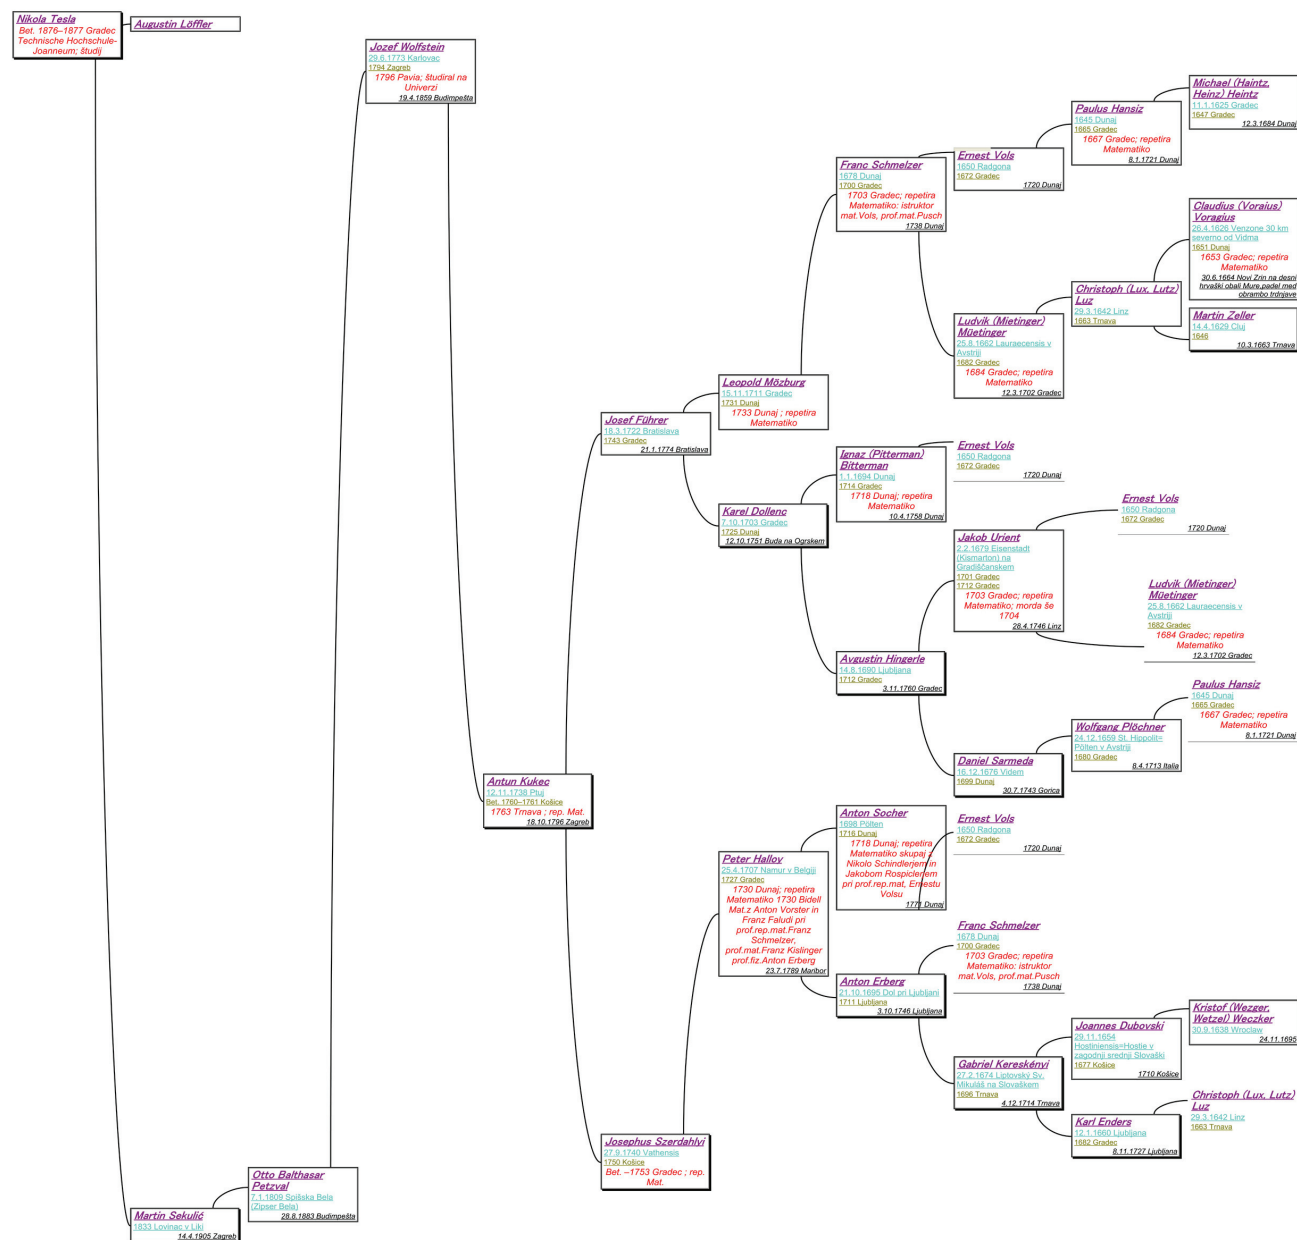 Nikola Tesla
Bet. 1876–1877 Gradec
Technische Hochschule-
Joanneum; študij
Augustin Löffler
Jozef Wolfstein
29.6.1773 Karlovac
1794 Zagreb
1796 Pavia; študiral na
Univerzi
19.4.1859 Budimpešta
Michael (Haintz,
Heinz) Heintz
11.1.1625 Gradec
1647 Gradec
12.3.1684 Dunaj
Paulus Hansiz
1645 Dunaj
1665 Gradec
1667 Gradec; repetira
Matematiko
8.1.1721 Dunaj
Ernest Vols
1650 Radgona
1672 Gradec
1720 Dunaj
Franc Schmelzer
1678 Dunaj
1700 Gradec
1703 Gradec; repetira
Matematiko: istruktor
mat.Vols, prof.mat.Pusch
1738 Dunaj
Claudius (Voraius)
Voragius
26.4.1626 Venzone 30 km
severno od Vidma
1651 Dunaj
1653 Gradec; repetira
Matematiko
30.6.1664 Novi Zrin na desni
hrvaški obali Mure,padel med
obrambo trdnjave
Christoph (Lux, Lutz)
Luz
29.3.1642 Linz
1663 Trnava
Martin Zeller
14.4.1629 Cluj
1646
10.3.1663 Trnava
Ludvik (Mietinger)
Müetinger
25.8.1662 Lauraecensis v
Avstriji
1682 Gradec
1684 Gradec; repetira
Matematiko
12.3.1702 Gradec
Leopold Mözburg
15.11.1711 Gradec
1731 Dunaj
1733 Dunaj ; repetira
Matematiko
Josef Führer
18.3.1722 Bratislava
1743 Gradec
21.1.1774 Bratislava
Ignaz (Pitterman)
Bitterman
1.1.1694 Dunaj
1714 Gradec
1718 Dunaj; repetira
Matematiko
10.4.1758 Dunaj
Ernest Vols
1650 Radgona
1672 Gradec
1720 Dunaj
Karel Dollenc
7.10.1703 Gradec
1725 Dunaj
12.10.1751 Buda na Ogrskem
Ernest Vols
1650 Radgona
1672 Gradec
1720 Dunaj
Jakob Urient
2.2.1679 Eisenstadt
(Kismarton) na
Gradiščanskem
1701 Gradec
1712 Gradec
1703 Gradec; repetira
Matematiko; morda še
1704
28.4.1746 Linz
Ludvik (Mietinger)
Müetinger
25.8.1662 Lauraecensis v
Avstriji
1682 Gradec
1684 Gradec; repetira
Matematiko
12.3.1702 Gradec
Avgustin Hingerle
14.8.1690 Ljubljana
1712 Gradec
3.11.1760 Gradec
Paulus Hansiz
1645 Dunaj
1665 Gradec
1667 Gradec; repetira
Matematiko
8.1.1721 Dunaj
Wolfgang Plöchner
24.12.1659 St. Hippolit=
Pölten v Avstriji
1680 Gradec
8.4.1713 Italia
Daniel Sarmeda
16.12.1676 Videm
1699 Dunaj
30.7.1743 Gorica
Antun Kukec
12.11.1738 Ptuj
Bet. 1760–1761 Košice
1763 Trnava ; rep. Mat.
18.10.1796 Zagreb
Anton Socher
1698 Pölten
1716 Dunaj
1718 Dunaj; repetira
Matematiko skupaj z
Nikolo Schindlerjem in
Jakobom Rospiclerjem
pri prof.rep.mat, Ernestu
Volsu
1771 Dunaj
Ernest Vols
1650 Radgona
1672 Gradec
1720 Dunaj
Peter Halloy
25.4.1707 Namur v Belgiji
1727 Gradec
1730 Dunaj; repetira
Matematiko 1730 Bidell
Mat.z Anton Vorster in
Franz Faludi pri
prof.rep.mat.Franz
Schmelzer,
prof.mat.Franz Kislinger
prof.fiz.Anton Erberg
23.7.1789 Maribor
Franc Schmelzer
1678 Dunaj
1700 Gradec
1703 Gradec; repetira
Matematiko: istruktor
mat.Vols, prof.mat.Pusch
1738 Dunaj
Anton Erberg
21.10.1695 Dol pri Ljubljani
1711 Ljubljana
3.10.1746 Ljubljana
Kristof (Wezger,
Wetzel) Weczker
30.9.1638 Wroclaw
24.11.1695
Joannes Dubovski
29.11.1654
Hostiniensis=Hostie v
zagodnji srednji Slovaški
1677 Košice
1710 Košice
Gabriel Kereskényi
27.2.1674 Liptovský Sv.
Mikuláš na Slovaškem
1696 Trnava
4.12.1714 Trnava
Christoph (Lux, Lutz)
Luz
29.3.1642 Linz
1663 Trnava
Karl Enders
12.1.1660 Ljubljana
1682 Gradec
8.11.1727 Ljubljana
Josephus Szerdahlyi
27.9.1740 Vathensis
1750 Košice
Bet. –1753 Gradec ; rep.
Mat.
Otto Balthasar
Petzval
7.1.1809 Spišska Bela
(Zipser Bela)
28.8.1883 Budimpešta
Martin Sekulić
1833 Lovinac v Liki
14.4.1905 Zagreb